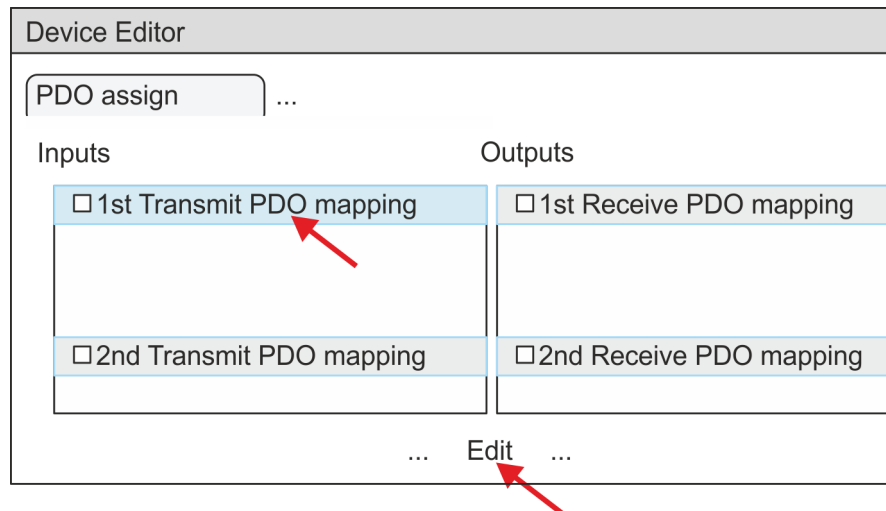 Device Editor
PDO assign ...
Inputs Outputs
1st Transmit PDO mapping 1st Receive PDO mapping
2nd Transmit PDO mapping 2nd Receive PDO mapping
... Edit ...